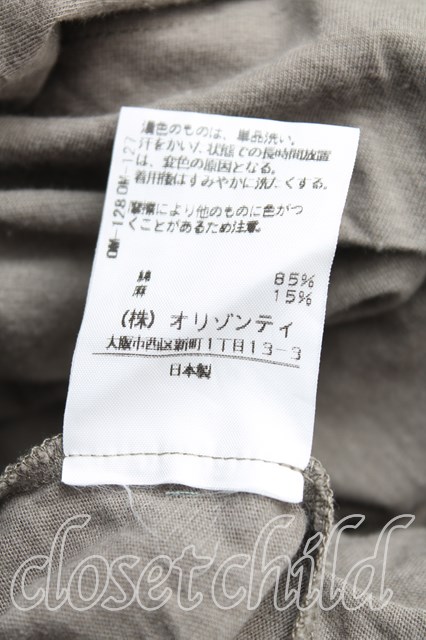 濃色のものは、単品洗い。
汗をかいた状態での長時間放置
は、変色の原因となる。
着用後はすみやかに洗たくする。
摩擦により他のものに色がつ
くことがあるため注意。
DM-128DM-127
綿 85%
麻 15%
(株) オリゾンティ
大阪市西区新町1丁目13-3
日本製
closet child